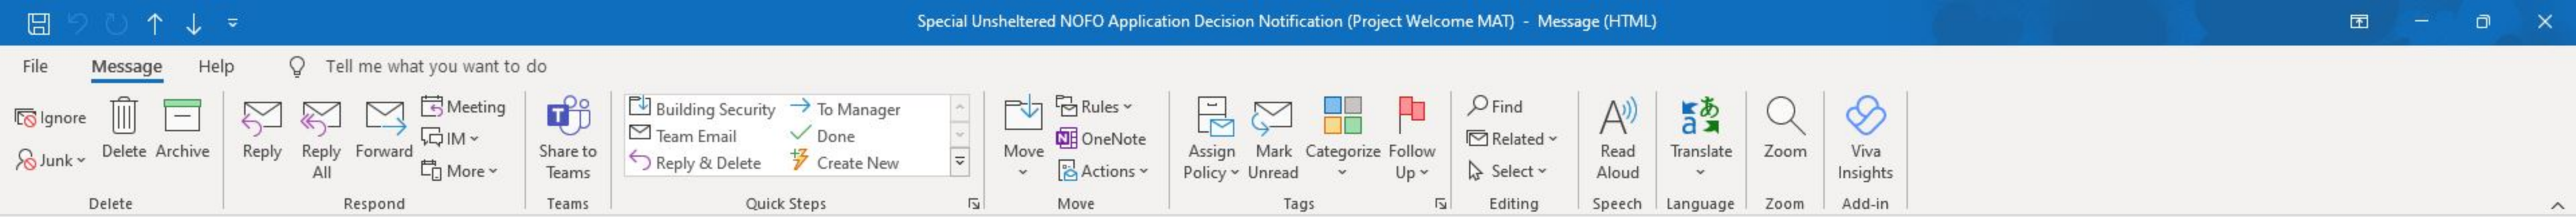 Special Unsheltered NOFO Application Decision Notification (Project Welcome MAT) - Message (HTML)
File Message Help Tell me what you want to do
Ignore
Junk
Delete Archive
Delete
Reply Reply All Forward
Meeting
IM
More
Respond
Share to Teams
Teams
Building Security To Manager
Team Email Done
Reply & Delete Create New
Quick Steps
Move
Rules
OneNote
Actions
Move
Assign Policy Mark Unread Categorize Follow Up
Tags
Find
Related
Select
Editing
Read Aloud
Speech
Translate
Language
Zoom
Zoom
Viva Insights
Add-in